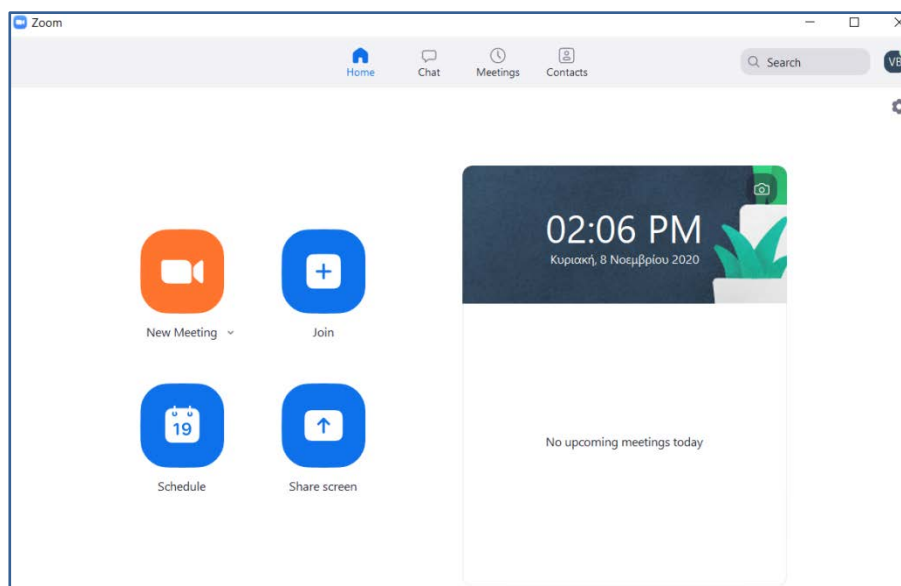 Zoom
Home
Chat
Meetings
Contacts
Search
VB
02:06 PM
Κυριακή, 8 Νοεμβρίου 2020
New Meeting
Join
19
Schedule
Share screen
No upcoming meetings today